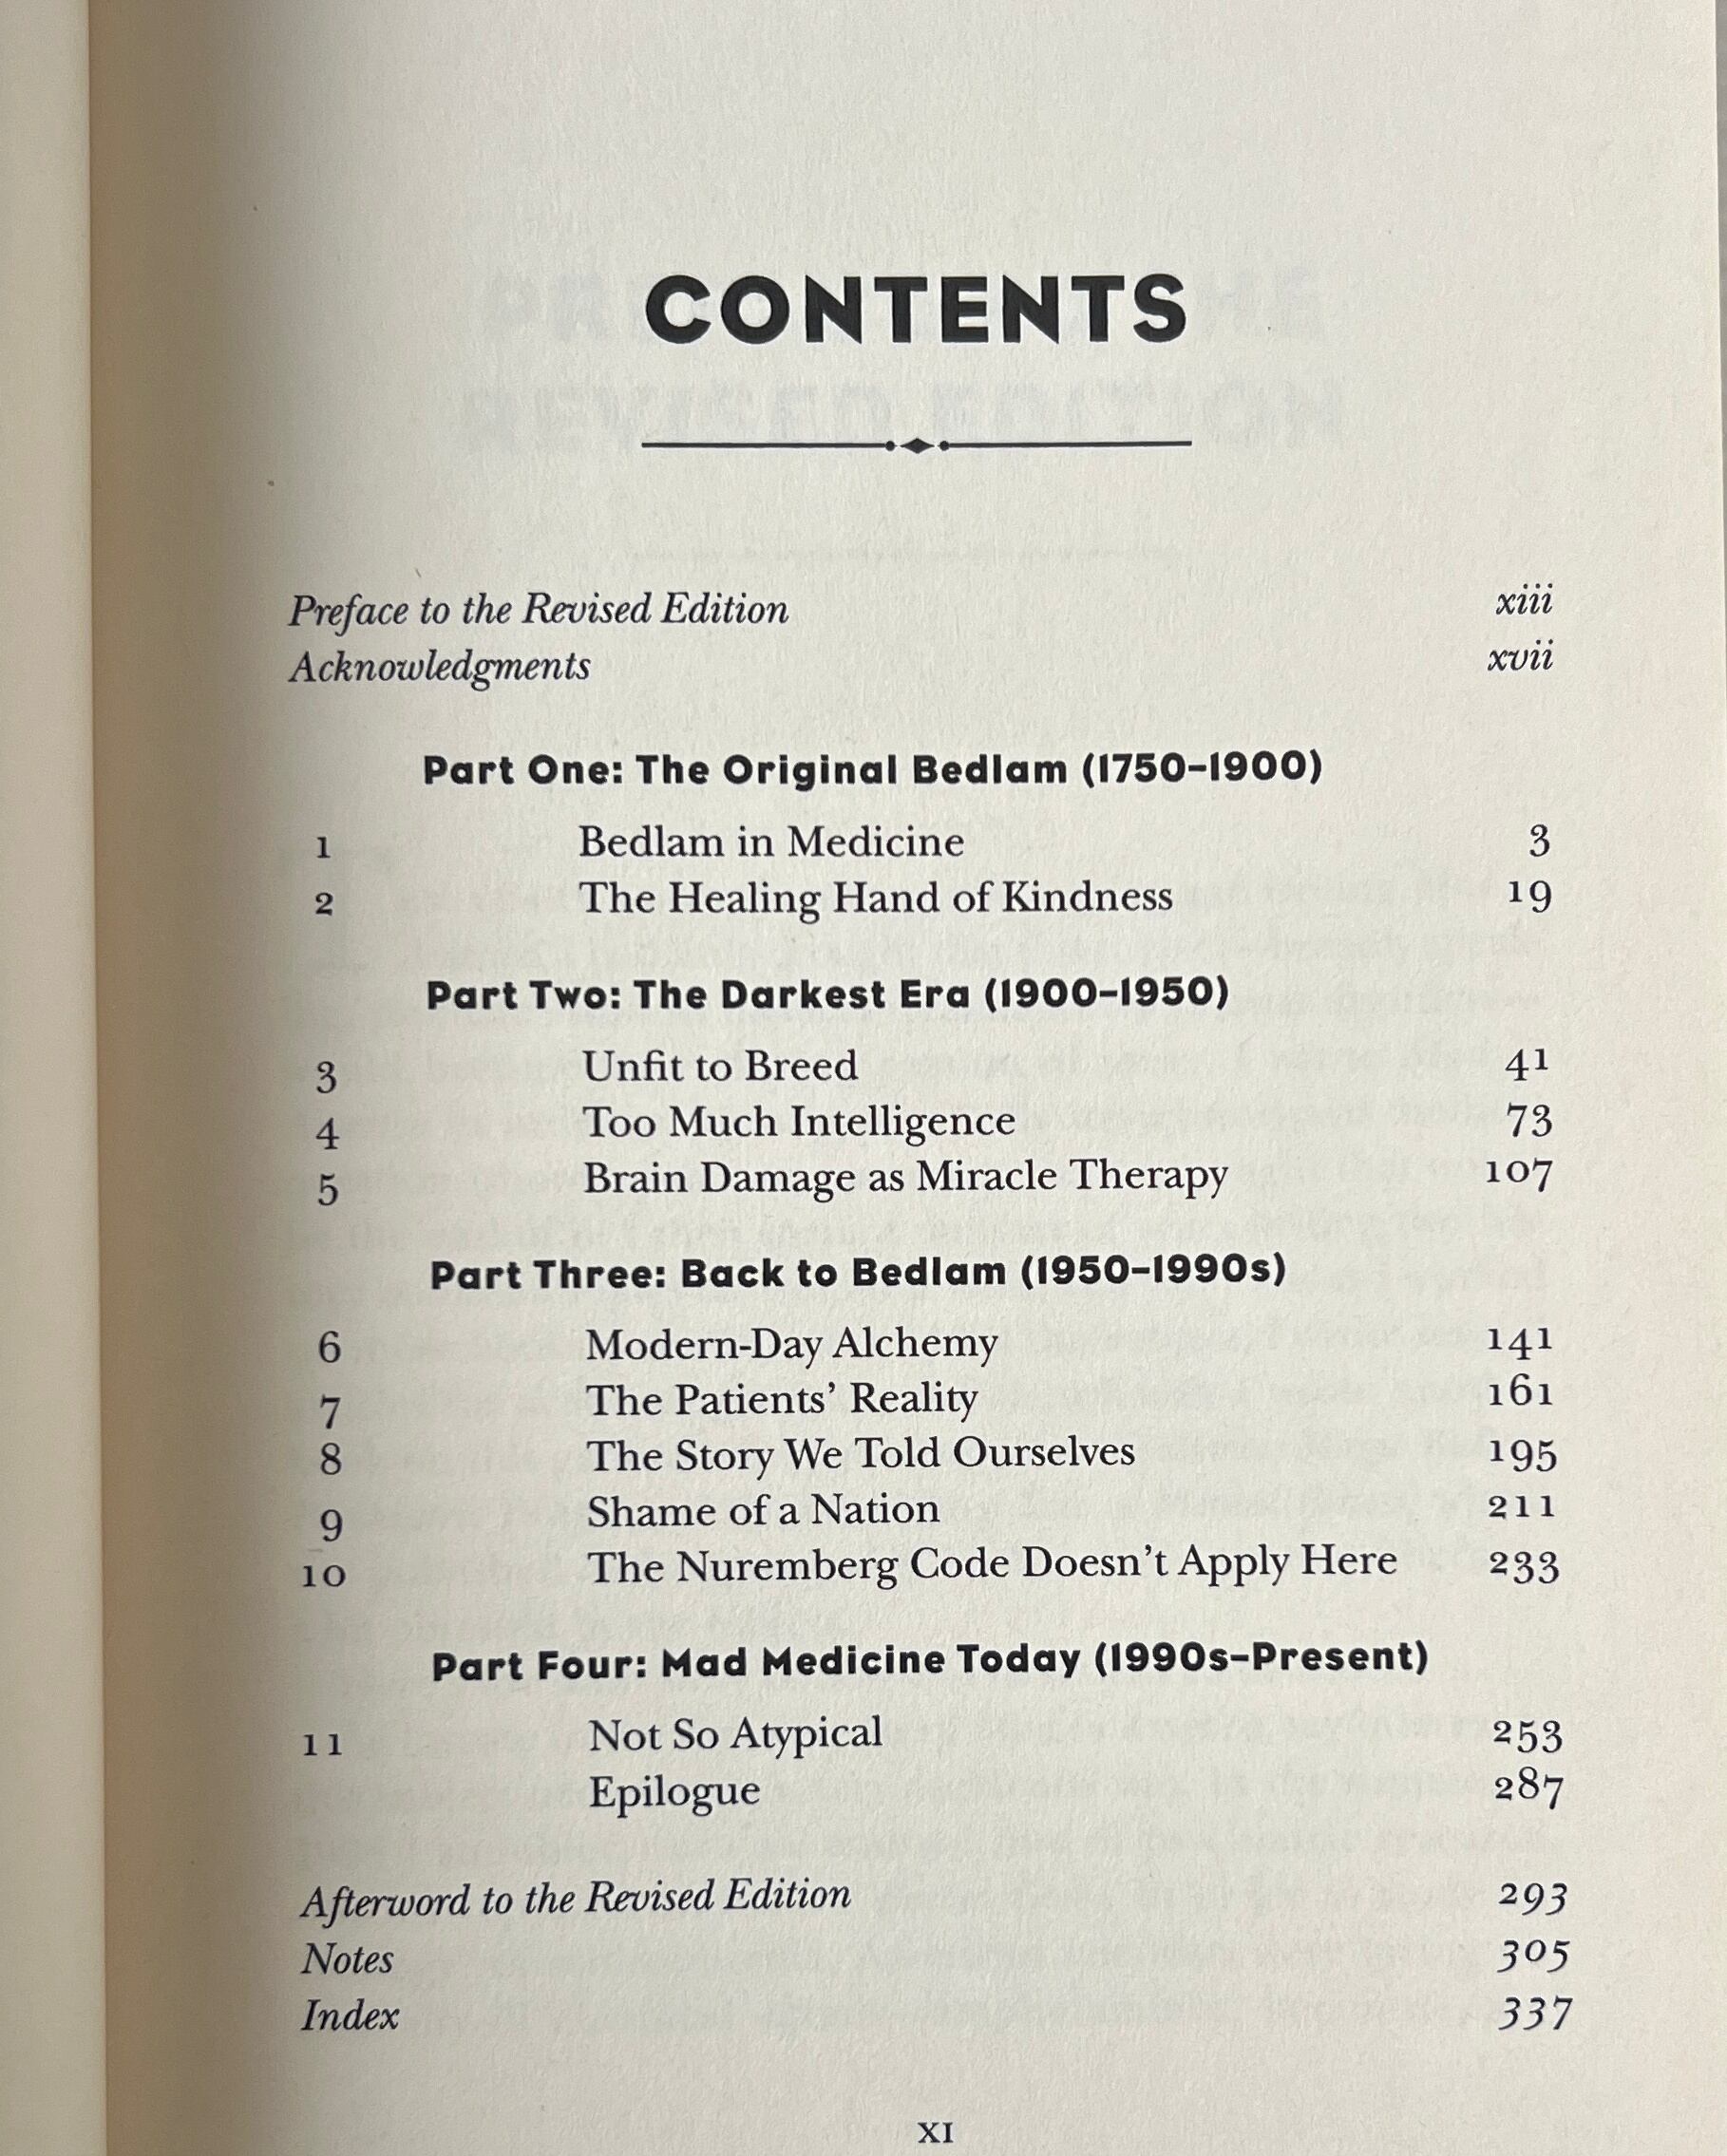 CONTENTS
Preface to the Revised Edition xiii
Acknowledgments xvii
Part One: The Original Bedlam (1750–1900)
1 Bedlam in Medicine 3
2 The Healing Hand of Kindness 19
Part Two: The Darkest Era (1900–1950)
3 Unfit to Breed 41
4 Too Much Intelligence 73
5 Brain Damage as Miracle Therapy 107
Part Three: Back to Bedlam (1950–1990s)
6 Modern-Day Alchemy 141
7 The Patients’ Reality 161
8 The Story We Told Ourselves 195
9 Shame of a Nation 211
10 The Nuremberg Code Doesn’t Apply Here 233
Part Four: Mad Medicine Today (1990s–Present)
11 Not So Atypical 253
Epilogue 287
Afterword to the Revised Edition 293
Notes 305
Index 337
XI